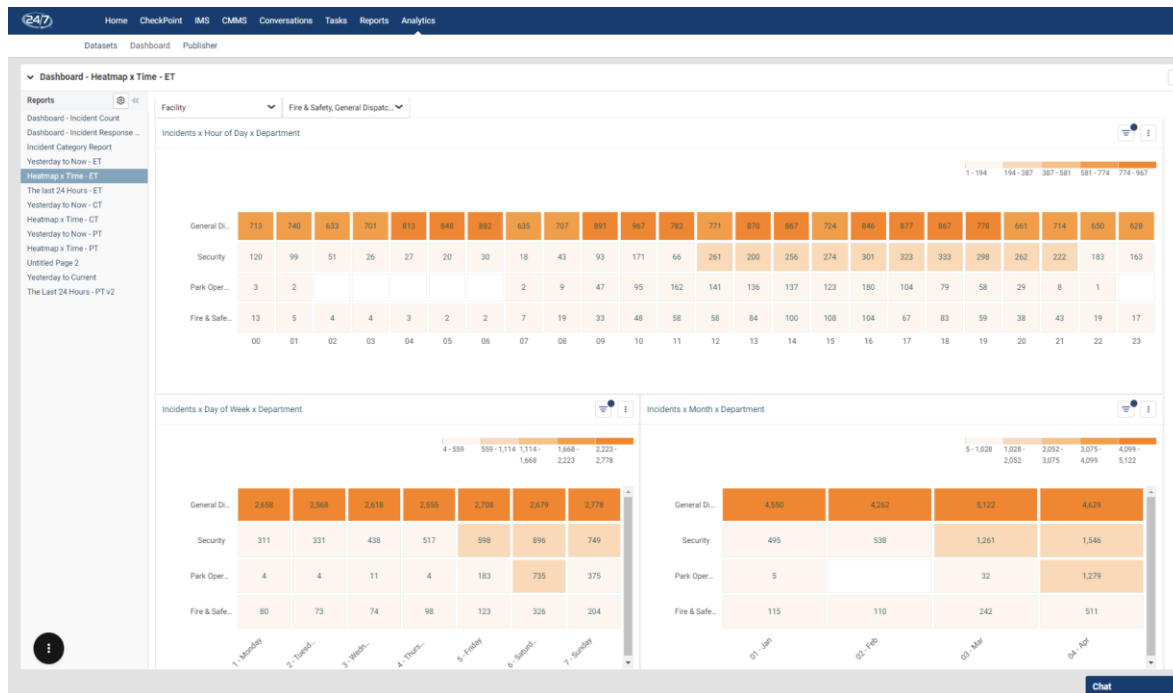 24/7 Home CheckPoint IMS CMMS Conversations Tasks Reports Analytics
Datasets Dashboard Publisher
Dashboard - Heatmap x Time - ET
Reports
Dashboard - Incident Count
Dashboard - Incident Response ...
Incident Category Report
Yesterday to Now - ET
Heatmap x Time - ET
The last 24 Hours - ET
Yesterday to Now - CT
Heatmap x Time - CT
Yesterday to Now - PT
Heatmap x Time - PT
Untitled Page 2
Yesterday to Current
The Last 24 Hours - PT v2
Facility Fire & Safety, General Dispatc...
Incidents x Hour of Day x Department
1 - 194 194 - 387 387 - 581 581 - 774 774 - 967
General Di... 713 740 633 701 813 848 882 635 707 891 967 782 771 870 867 724 846 877 867 778 661 714 650 628
Security 120 99 51 26 27 20 30 18 43 93 171 66 261 200 256 274 301 323 333 298 262 222 183 163
Park Oper... 3 2 2 9 47 95 162 141 136 137 123 180 104 79 58 29 8 1
Fire & Safe... 13 5 4 4 3 2 2 7 19 33 48 58 58 84 100 108 104 67 83 59 38 43 19 17
00 01 02 03 04 05 06 07 08 09 10 11 12 13 14 15 16 17 18 19 20 21 22 23
Incidents x Day of Week x Department
4 - 559 559 - 1,114 1,114 - 1,668 - 2,223 -
1,668 2,223 2,778
General Di... 2,658 2,568 2,618 2,555 2,708 2,679 2,778
Security 311 331 438 517 598 896 749
Park Oper... 4 4 11 4 183 735 375
Fire & Safe... 80 73 74 98 123 326 204
1 - Monday 2 - Tuesd... 3 - Wedn... 4 - Thurs... 5 - Friday 6 - Saturd... 7 - Sunday
Incidents x Month x Department
5 - 1,028 1,028 - 2,052 - 3,075 - 4,099 -
2,052 3,075 4,099 5,122
General Di... 4,550 4,262 5,122 4,629
Security 495 538 1,261 1,546
Park Oper... 5 32 1,279
Fire & Safe... 115 110 242 511
01 - Jan 02 - Feb 03 - Mar 04 - Apr
Chat